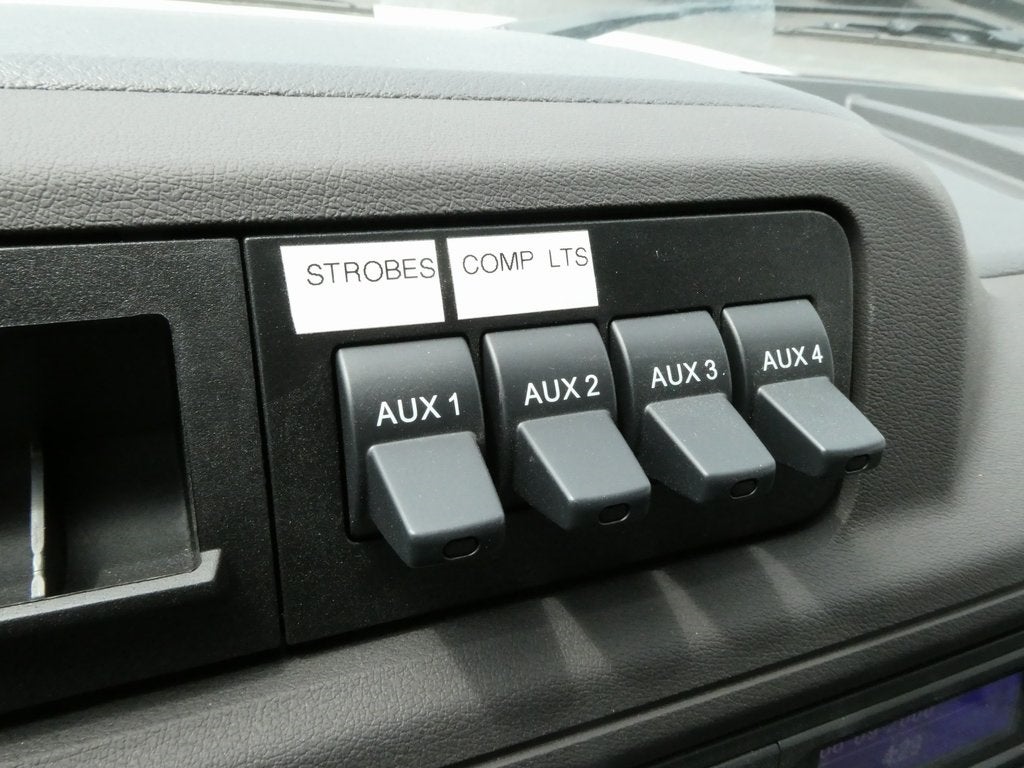 STROBES
COMP LTS
AUX 1
AUX 2
AUX 3
AUX 4